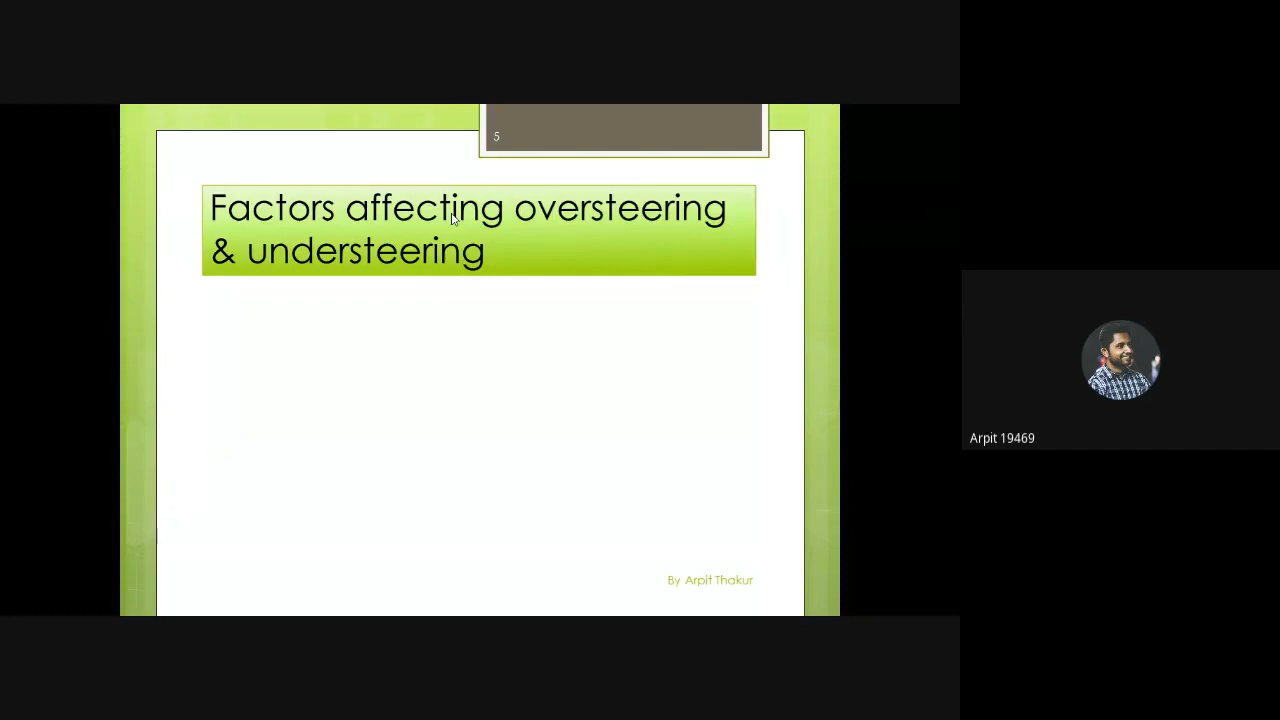 5
Factors affecting oversteering
& understeering
By Arpit Thakur
Arpit 19469